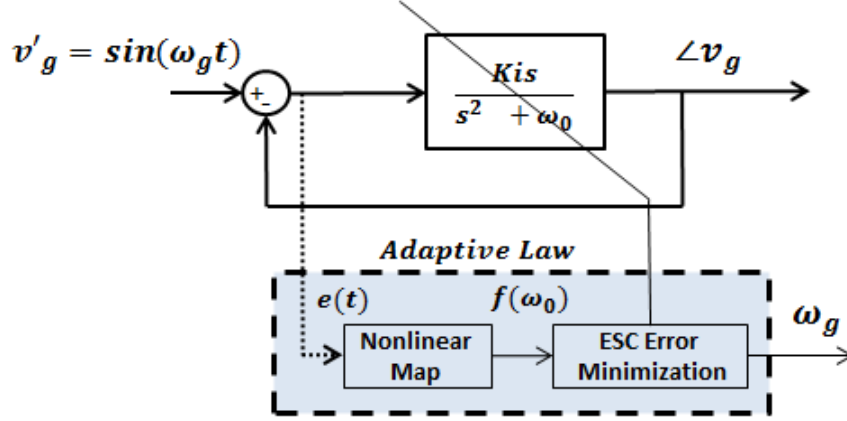 v'g = sin(ωgt)
+
-
Kis
s² + ω₀
∠vg
Adaptive Law
e(t)
f(ω₀)
Nonlinear
Map
ESC Error
Minimization
ωg